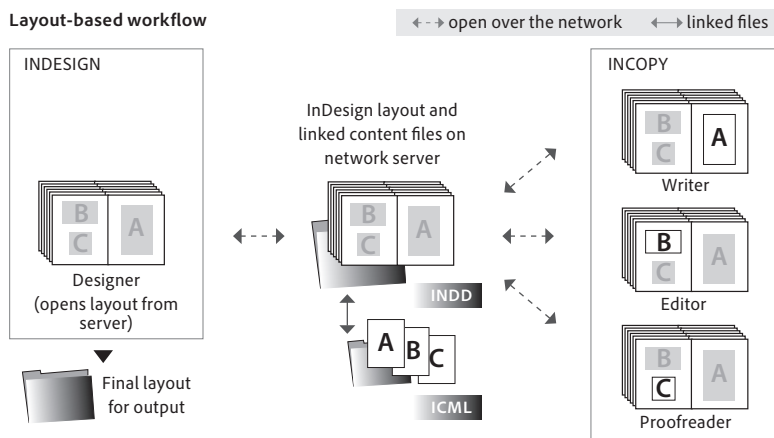 Layout-based workflow
open over the network
linked files
INDESIGN
B
C
A
Designer
(opens layout from
server)
Final layout
for output
InDesign layout and
linked content files on
network server
B
C
A
INDD
A
B
C
ICML
INCOPY
B
C
A
Writer
B
C
A
Editor
B
C
A
Proofreader